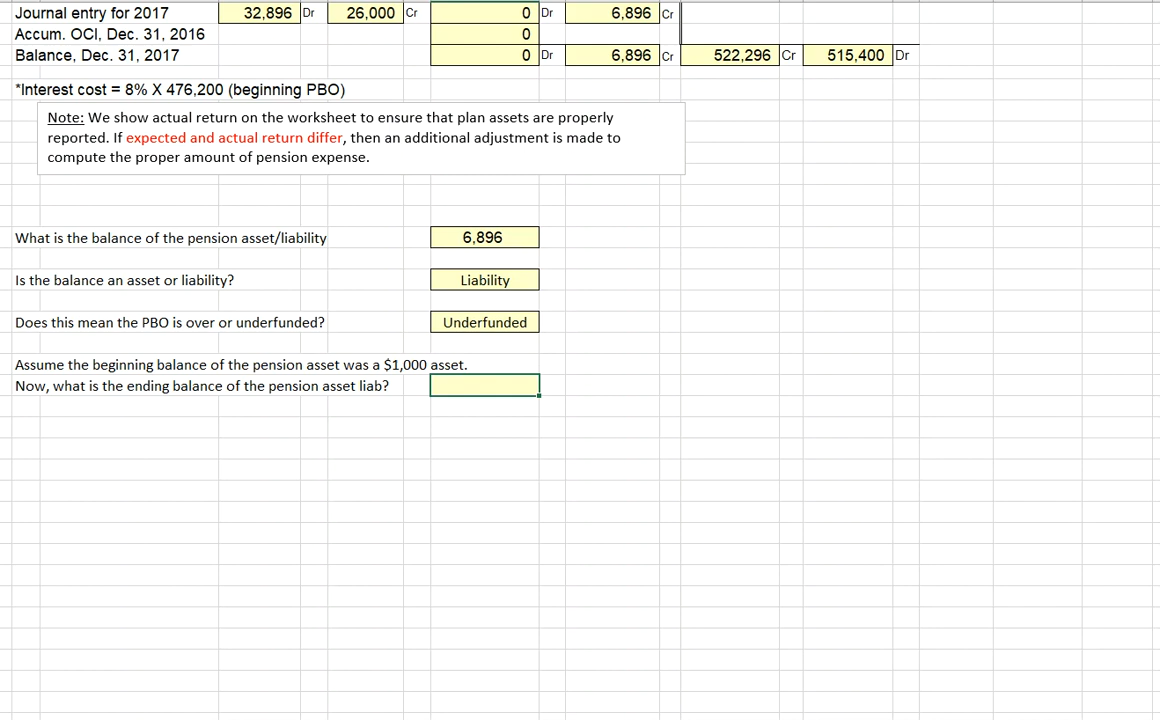 Journal entry for 2017 32,896 Dr 26,000 Cr 0 Dr 6,896 Cr
Accum. OCI, Dec. 31, 2016 0
Balance, Dec. 31, 2017 0 Dr 6,896 Cr 522,296 Cr 515,400 Dr
*Interest cost = 8% X 476,200 (beginning PBO)
Note: We show actual return on the worksheet to ensure that plan assets are properly
reported. If expected and actual return differ, then an additional adjustment is made to
compute the proper amount of pension expense.
What is the balance of the pension asset/liability 6,896
Is the balance an asset or liability? Liability
Does this mean the PBO is over or underfunded? Underfunded
Assume the beginning balance of the pension asset was a $1,000 asset.
Now, what is the ending balance of the pension asset liab?